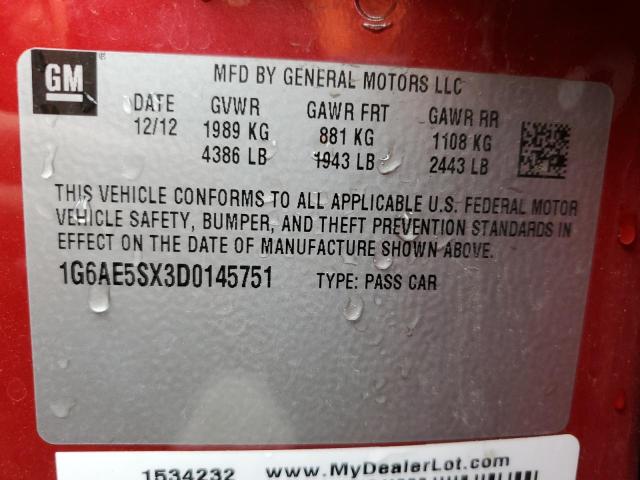 GM
®
MFD BY GENERAL MOTORS LLC
DATE GVWR GAWR FRT GAWR RR
12/12 1989 KG 881 KG 1108 KG
4386 LB 1943 LB 2443 LB
THIS VEHICLE CONFORMS TO ALL APPLICABLE U.S. FEDERAL MOTOR
VEHICLE SAFETY, BUMPER, AND THEFT PREVENTION STANDARDS IN
EFFECT ON THE DATE OF MANUFACTURE SHOWN ABOVE.
1G6AE5SX3D0145751 TYPE: PASS CAR
1534232 www.MyDealerLot.com